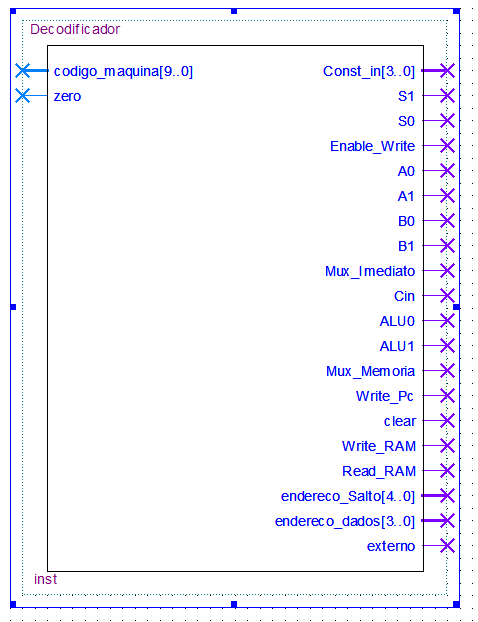 Decodificador
codigo_maquina[9..0] Const_in[3..0]
zero S1
S0
Enable_Write
A0
A1
B0
B1
Mux_Imediato
Cin
ALU0
ALU1
Mux_Memoria
Write_Pc
clear
Write_RAM
Read_RAM
endereco_Salto[4..0]
endereco_dados[3..0]
externo
inst